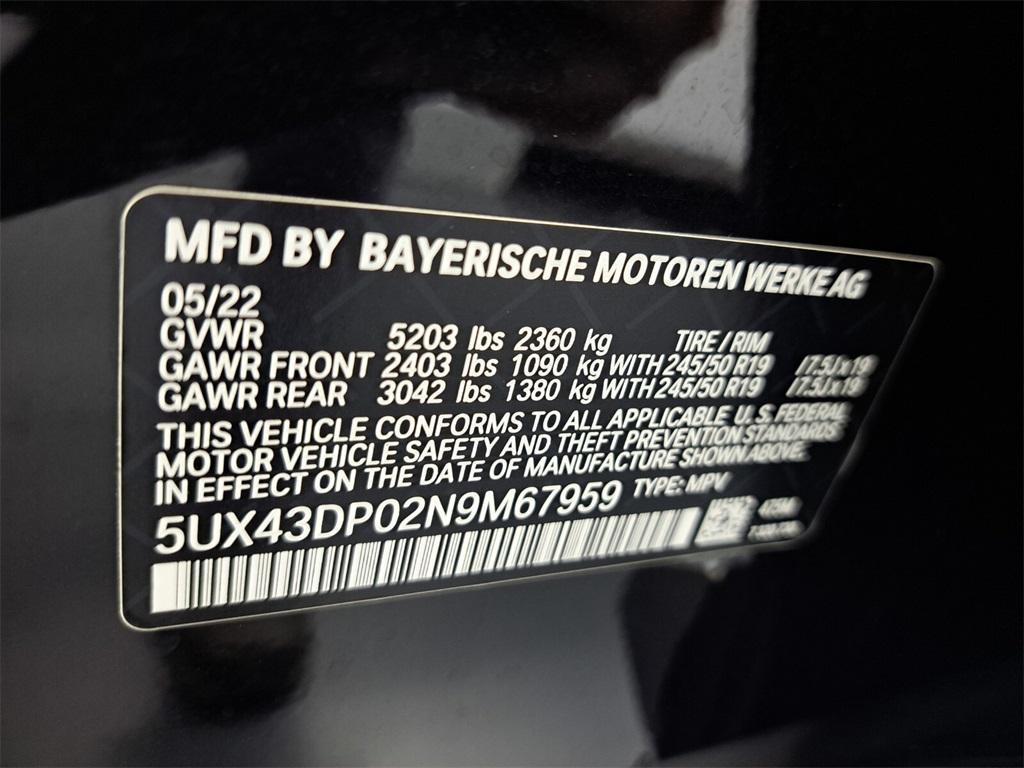 MFD BY BAYERISCHE MOTOREN WERKE AG
05/22
GVWR 5203 lbs 2360 kg TIRE / RIM
GAWR FRONT 2403 lbs 1090 kg WITH 245/50 R19 /7.5Jx19
GAWR REAR 3042 lbs 1380 kg WITH 245/50 R19 /7.5Jx19
THIS VEHICLE CONFORMS TO ALL APPLICABLE U.S. FEDERAL
MOTOR VEHICLE SAFETY AND THEFT PREVENTION STANDARDS
IN EFFECT ON THE DATE OF MANUFACTURE SHOWN ABOVE.
5UX43DP02N9M67959 TYPE: MPV